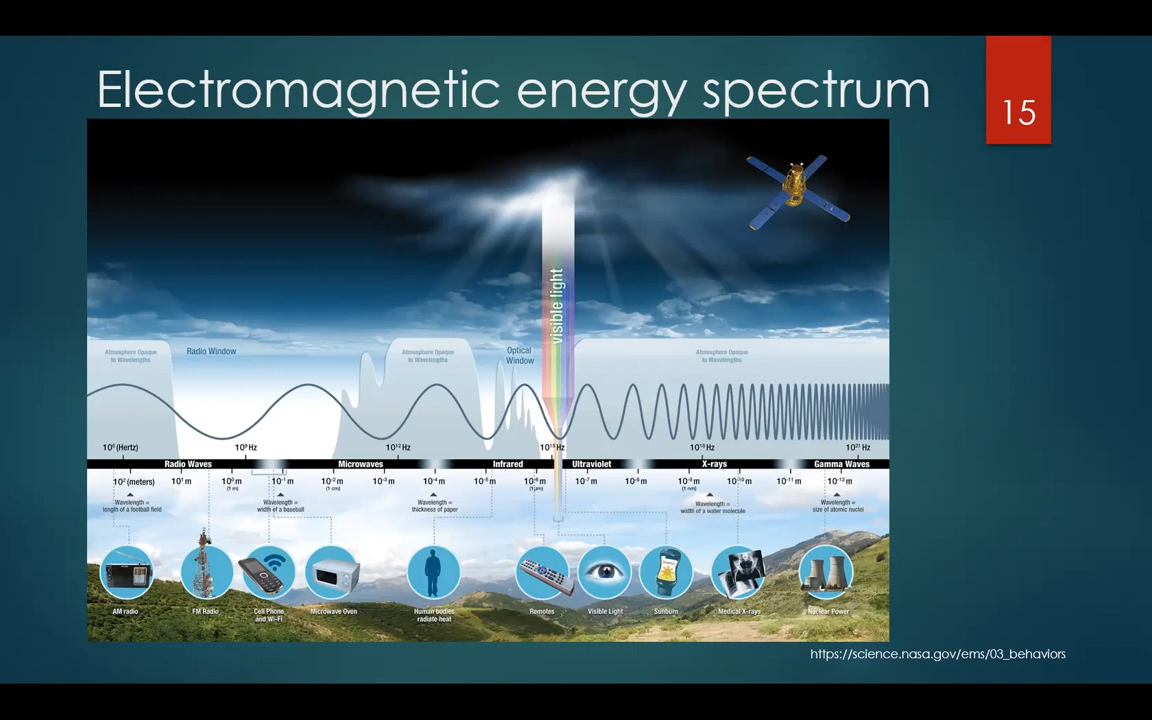 Electromagnetic energy spectrum
15
visible light
Atmosphere Opaque
to Wavelengths
Radio Window
Atmosphere Opaque
to Wavelengths
Optical
Window
Atmosphere Opaque
to Wavelengths
10⁹ Hz
10¹² Hz
10¹⁵ Hz
10¹⁸ Hz
10²¹ Hz
Radio Waves
Microwaves
Infrared
Ultraviolet
X-rays
Gamma Waves
10² (meters)
10¹ m
10⁰ m
(1 m)
10⁻¹ m
10⁻² m
(1 cm)
10⁻³ m
10⁻⁴ m
10⁻⁵ m
10⁻⁶ m
10⁻⁷ m
10⁻⁸ m
10⁻⁹ m
(1 nm)
10⁻¹⁰ m
10⁻¹¹ m
10⁻¹² m
Wavelength =
length of a football field
Wavelength =
width of a baseball
Wavelength =
thickness of paper
Wavelength =
width of a water molecule
Wavelength =
size of atomic nuclei
AM radio
FM Radio
Cell Phone
and Wi-Fi
Microwave Oven
Human bodies
radiate heat
Remotes
Visible Light
Sunburn
Medical X-rays
Nuclear Power
https://science.nasa.gov/ems/03_behaviors